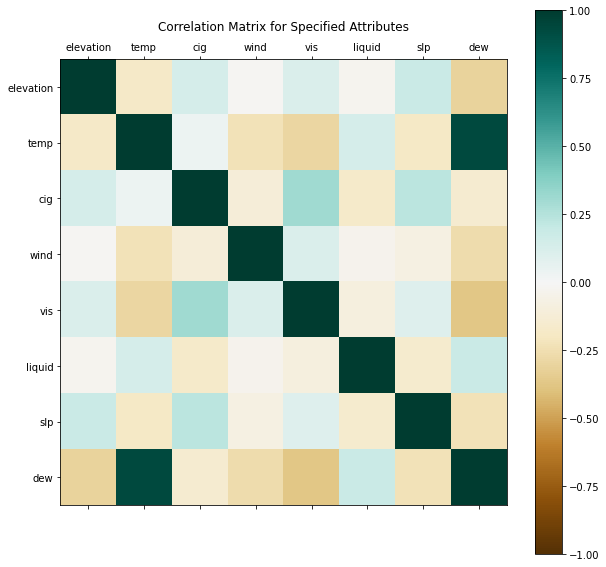 Correlation Matrix for Specified Attributes
elevation temp cig wind vis liquid slp dew
elevation
temp
cig
wind
vis
liquid
slp
dew
1.00
0.75
0.50
0.25
0.00
−0.25
−0.50
−0.75
−1.00